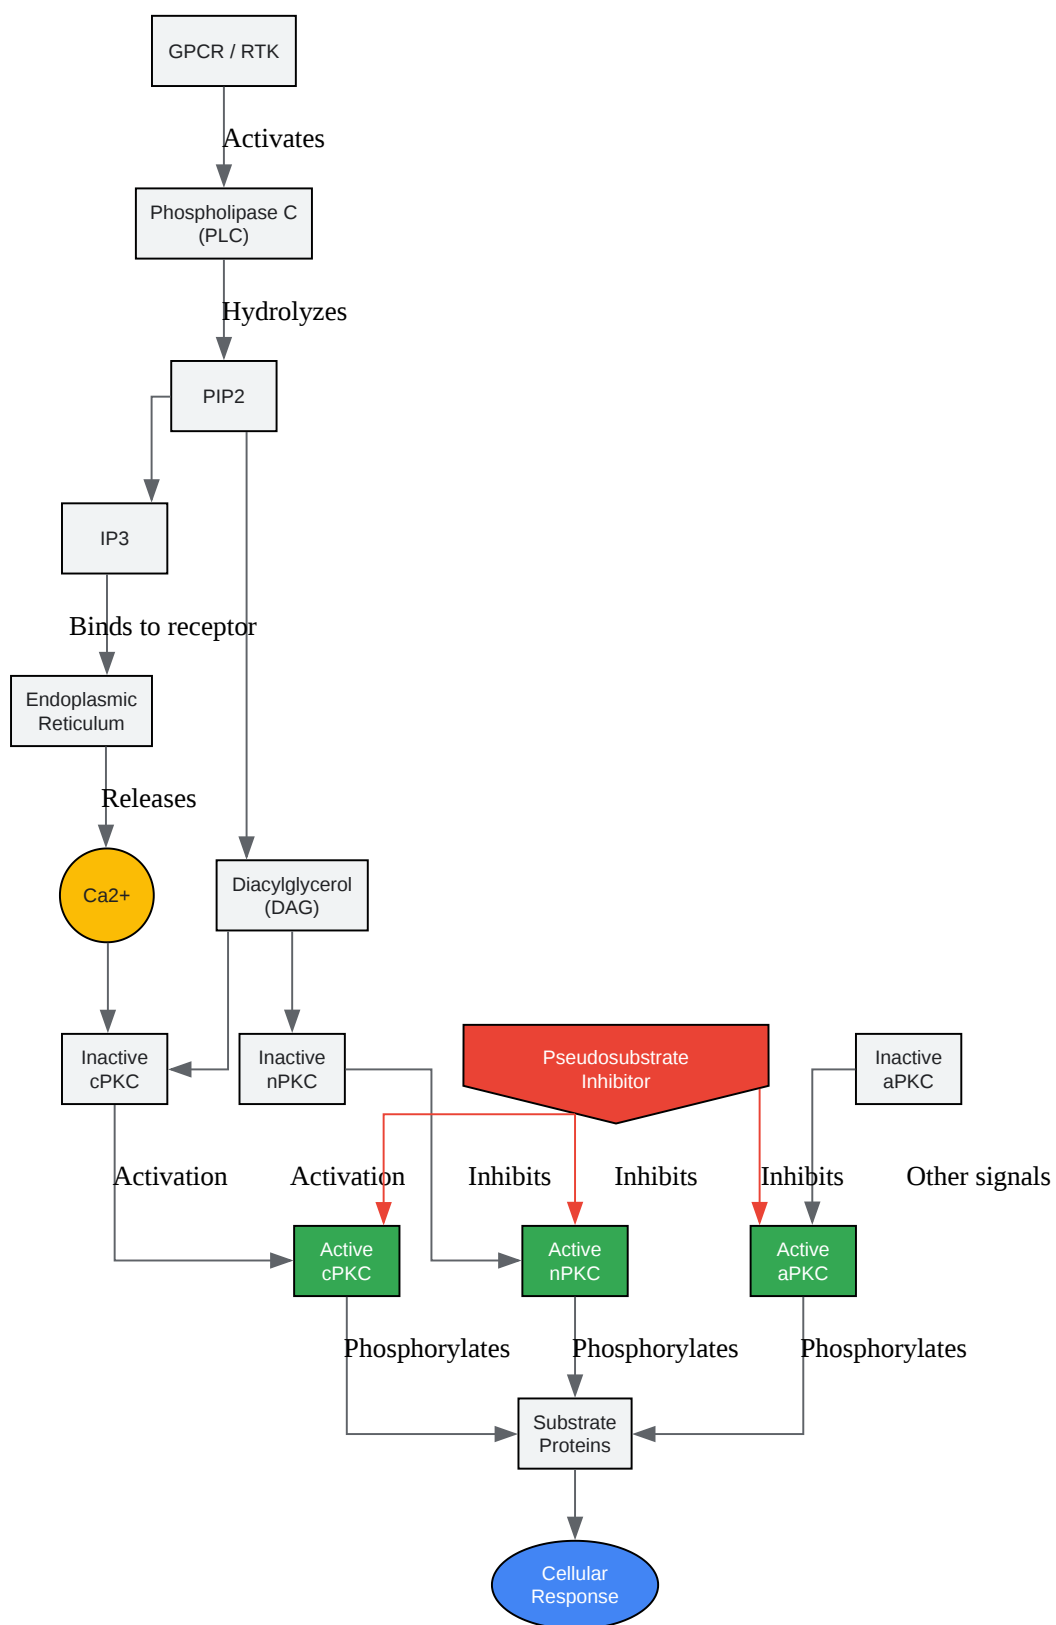 GPCR / RTK
Activates
Phospholipase C
(PLC)
Hydrolyzes
PIP2
IP3
Binds to receptor
Endoplasmic
Reticulum
Releases
Ca2+
Diacylglycerol
(DAG)
Inactive
cPKC
Inactive
nPKC
Pseudosubstrate
Inhibitor
Inactive
aPKC
Activation
Activation
Inhibits
Inhibits
Inhibits
Other signals
Active
cPKC
Active
nPKC
Active
aPKC
Phosphorylates
Phosphorylates
Phosphorylates
Substrate
Proteins
Cellular
Response